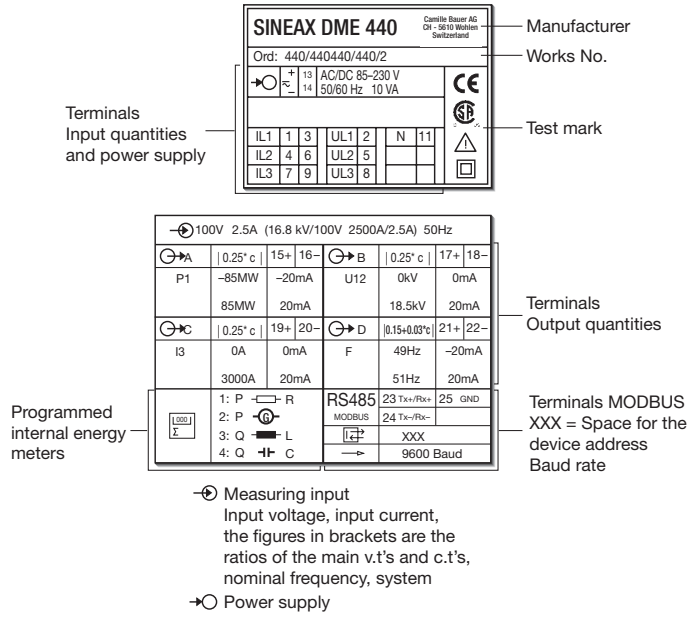 SINEAX DME 440
Camille Bauer AG
CH - 5610 Wohlen
Switzerland
Manufacturer
Ord: 440/440440/440/2
Works No.
+ 13 AC/DC 85–230 V
– 14 50/60 Hz 10 VA
CE
Terminals
Input quantities
and power supply
Test mark
IL1 1 3 UL1 2 N 11
IL2 4 6 UL2 5
IL3 7 9 UL3 8
100V 2.5A (16.8 kV/100V 2500A/2.5A) 50Hz
A | 0.25* c | 15+ 16– B | 0.25* c | 17+ 18–
P1 –85MW –20mA U12 0kV 0mA
85MW 20mA 18.5kV 20mA
Terminals
Output quantities
C | 0.25* c | 19+ 20– D |0.15+0.03*c| 21+ 22–
I3 0A 0mA F 49Hz –20mA
3000A 20mA 51Hz 20mA
Programmed
internal energy
meters
000
Σ
1: P R
2: P G
3: Q L
4: Q C
RS485 23 Tx+/Rx+ 25 GND
MODBUS 24 Tx–/Rx–
XXX
9600 Baud
Terminals MODBUS
XXX = Space for the
device address
Baud rate
Measuring input
Input voltage, input current,
the figures in brackets are the
ratios of the main v.t's and c.t's,
nominal frequency, system
Power supply